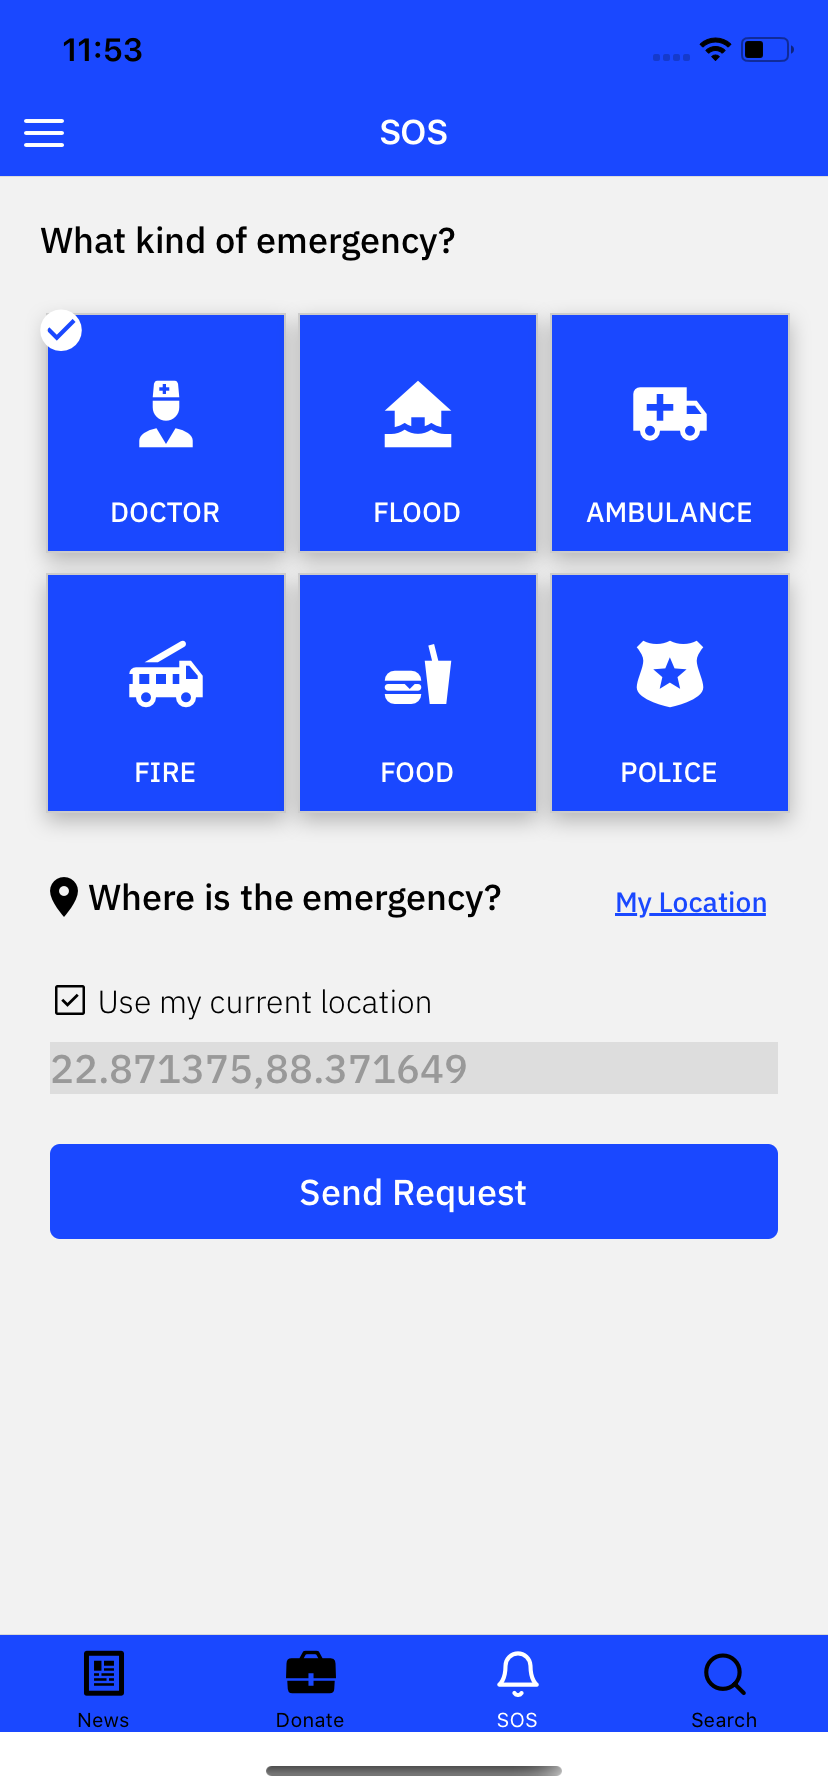 11:53
SOS
What kind of emergency?
DOCTOR FLOOD AMBULANCE
FIRE FOOD POLICE
Where is the emergency? My Location
Use my current location
22.871375,88.371649
Send Request
News Donate SOS Search